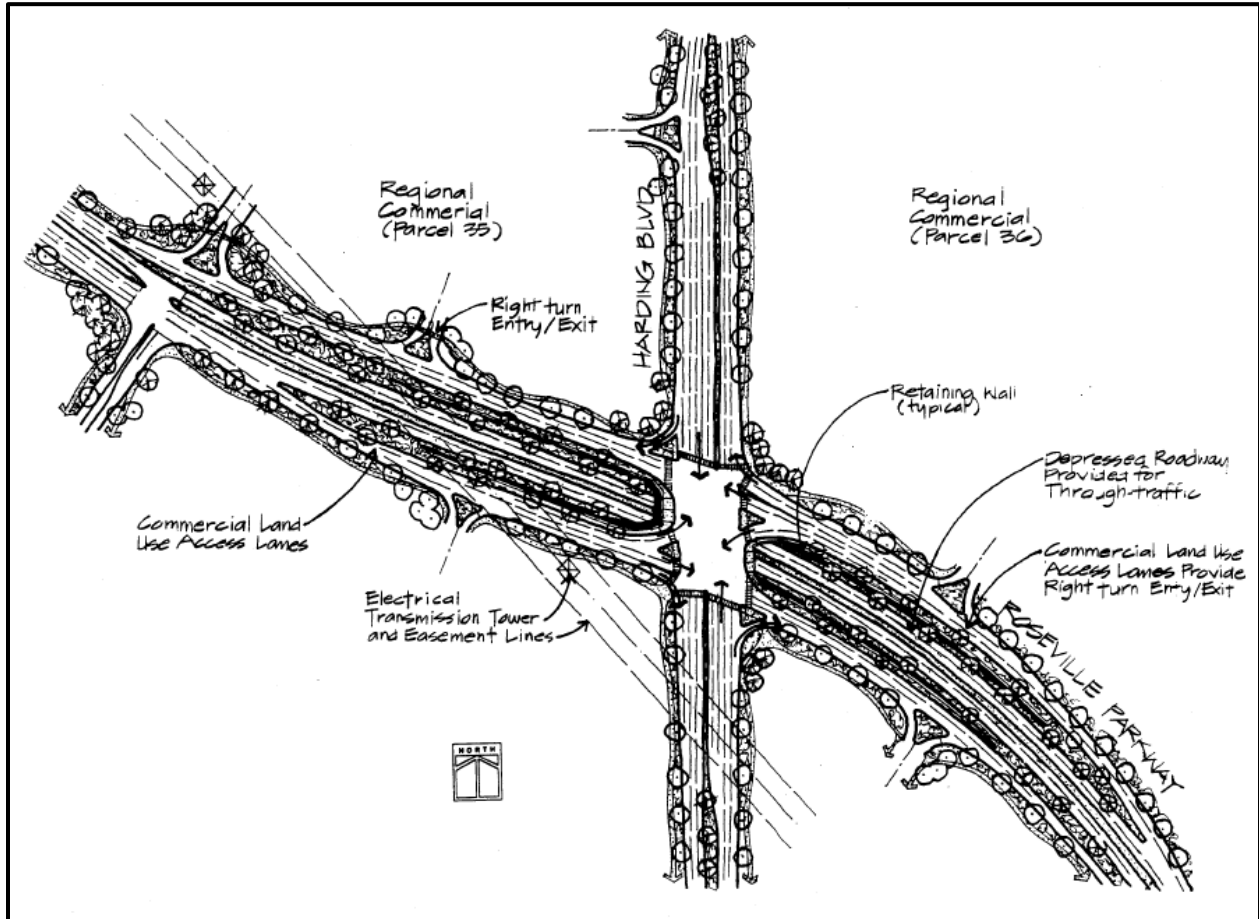 Regional
Commerial
(Parcel 35)
HARDING BLVD
Regional
Commercial
(Parcel 36)
Right turn
Entry/Exit
Retaining Wall
(typical)
Depressed Roadway
Provided for
Through-traffic
Commercial Land
Use Access Lanes
Commercial Land Use
Access Lanes Provide
Right turn Entry/Exit
Electrical
Transmission Tower
and Easement Lines
ROSEVILLE PARKWAY
NORTH